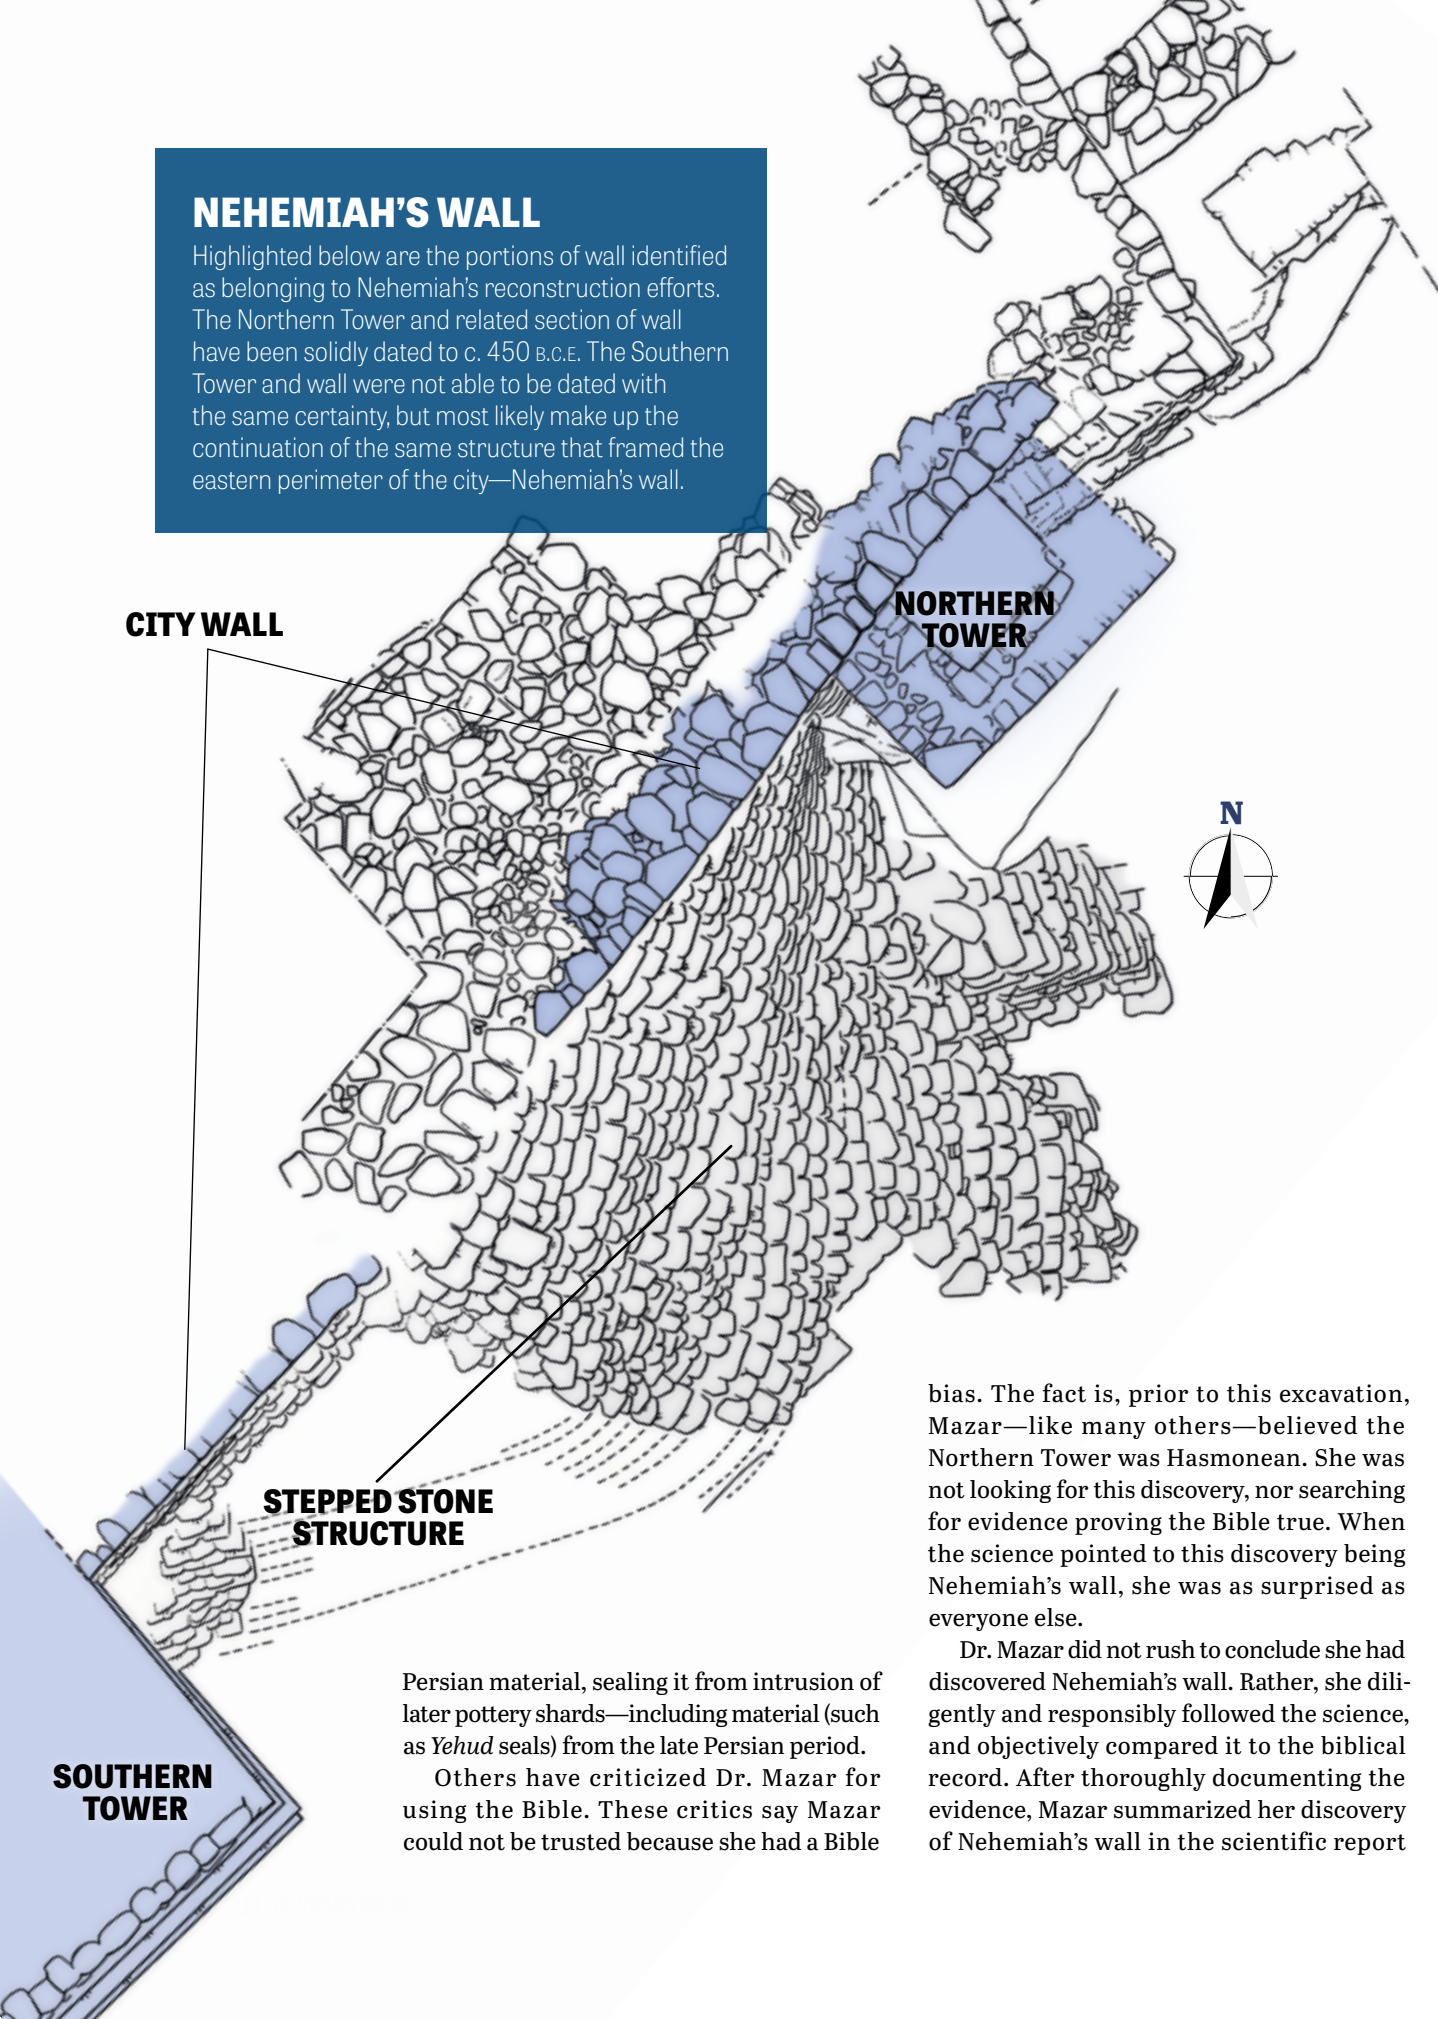 NEHEMIAH’S WALL
Highlighted below are the portions of wall identified
as belonging to Nehemiah’s reconstruction efforts.
The Northern Tower and related section of wall
have been solidly dated to c. 450 B.C.E. The Southern
Tower and wall were not able to be dated with
the same certainty, but most likely make up the
continuation of the same structure that framed the
eastern perimeter of the city—Nehemiah’s wall.
CITY WALL
NORTHERN
TOWER
N
STEPPED STONE
STRUCTURE
SOUTHERN
TOWER
Persian material, sealing it from intrusion of
later pottery shards—including material (such
as Yehud seals) from the late Persian period.
Others have criticized Dr. Mazar for
using the Bible. These critics say Mazar
could not be trusted because she had a Bible
bias. The fact is, prior to this excavation,
Mazar—like many others—believed the
Northern Tower was Hasmonean. She was
not looking for this discovery, nor searching
for evidence proving the Bible true. When
the science pointed to this discovery being
Nehemiah’s wall, she was as surprised as
everyone else.
Dr. Mazar did not rush to conclude she had
discovered Nehemiah’s wall. Rather, she dili-
gently and responsibly followed the science,
and objectively compared it to the biblical
record. After thoroughly documenting the
evidence, Mazar summarized her discovery
of Nehemiah’s wall in the scientific report